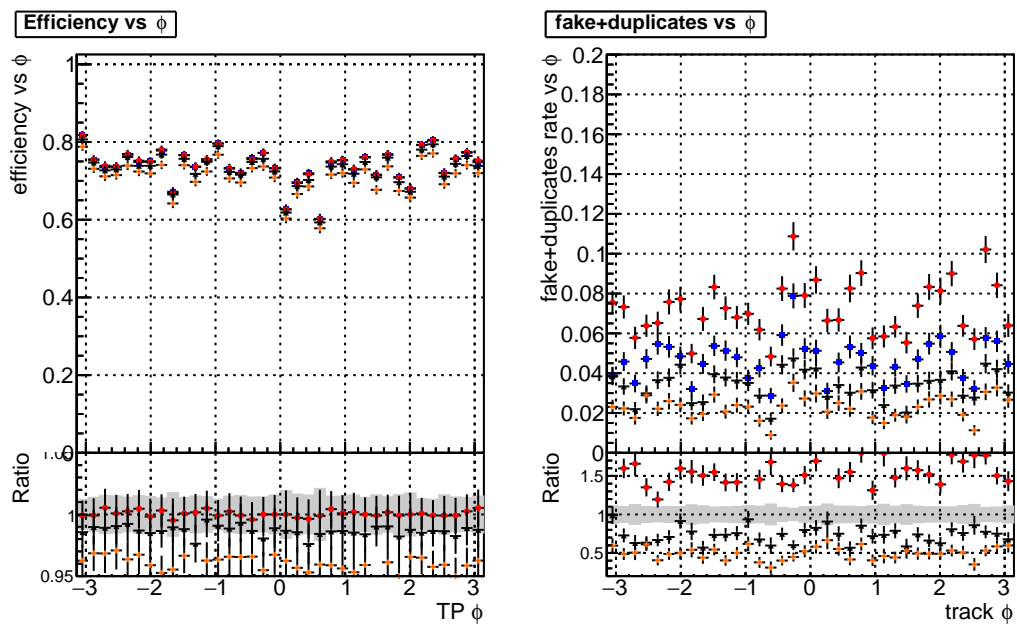 Efficiency vs ϕ
efficiency vs ϕ
1
0.8
0.6
0.4
0.2
0
Ratio
1
0.95
−3 −2 −1 0 1 2 3
TP ϕ
fake+duplicates vs ϕ
fake+duplicates rate vs ϕ
0.2
0.18
0.16
0.14
0.12
0.1
0.08
0.06
0.04
0.02
0
Ratio
1.5
1
0.5
−3 −2 −1 0 1 2 3
track ϕ